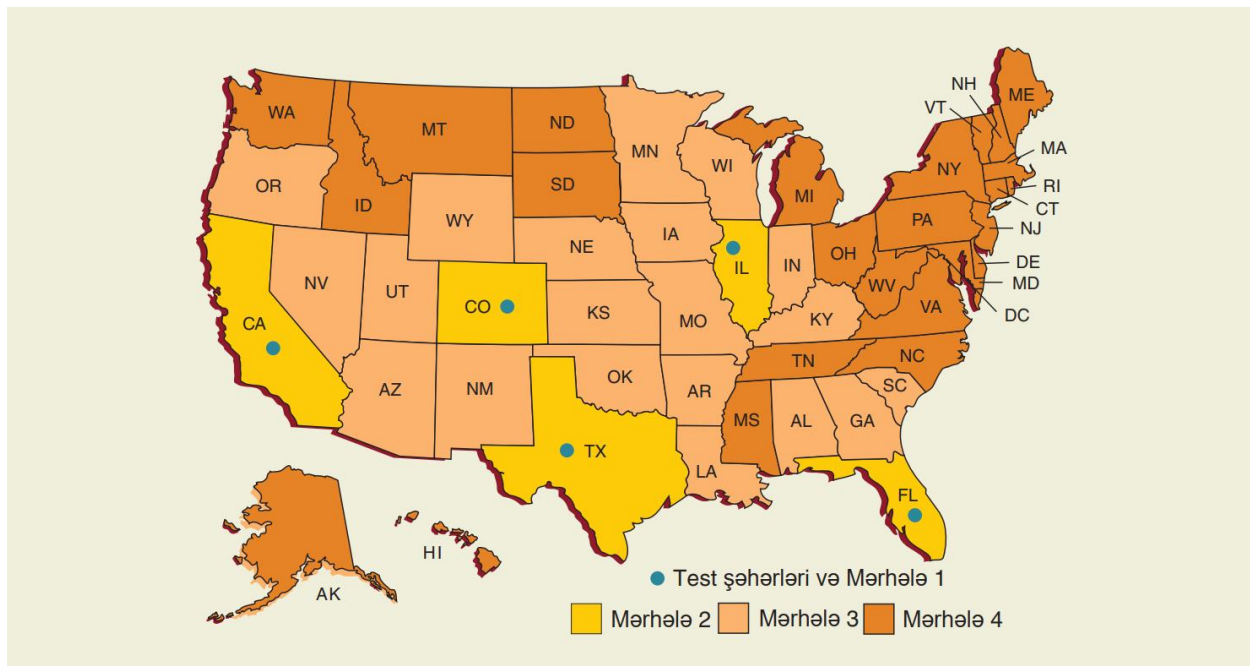 WA
MT
ND
MN
OR
ID
SD
WI
MI
WY
NE
IA
NV
UT
CO
KS
MO
IL
IN
OH
CA
AZ
NM
OK
AR
KY
WV
VA
TN
NC
SC
TX
LA
MS
AL
GA
FL
VT
NH
ME
NY
MA
RI
CT
PA
NJ
DE
MD
DC
HI
AK
Test şəhərləri və Mərhələ 1
Mərhələ 2 Mərhələ 3 Mərhələ 4